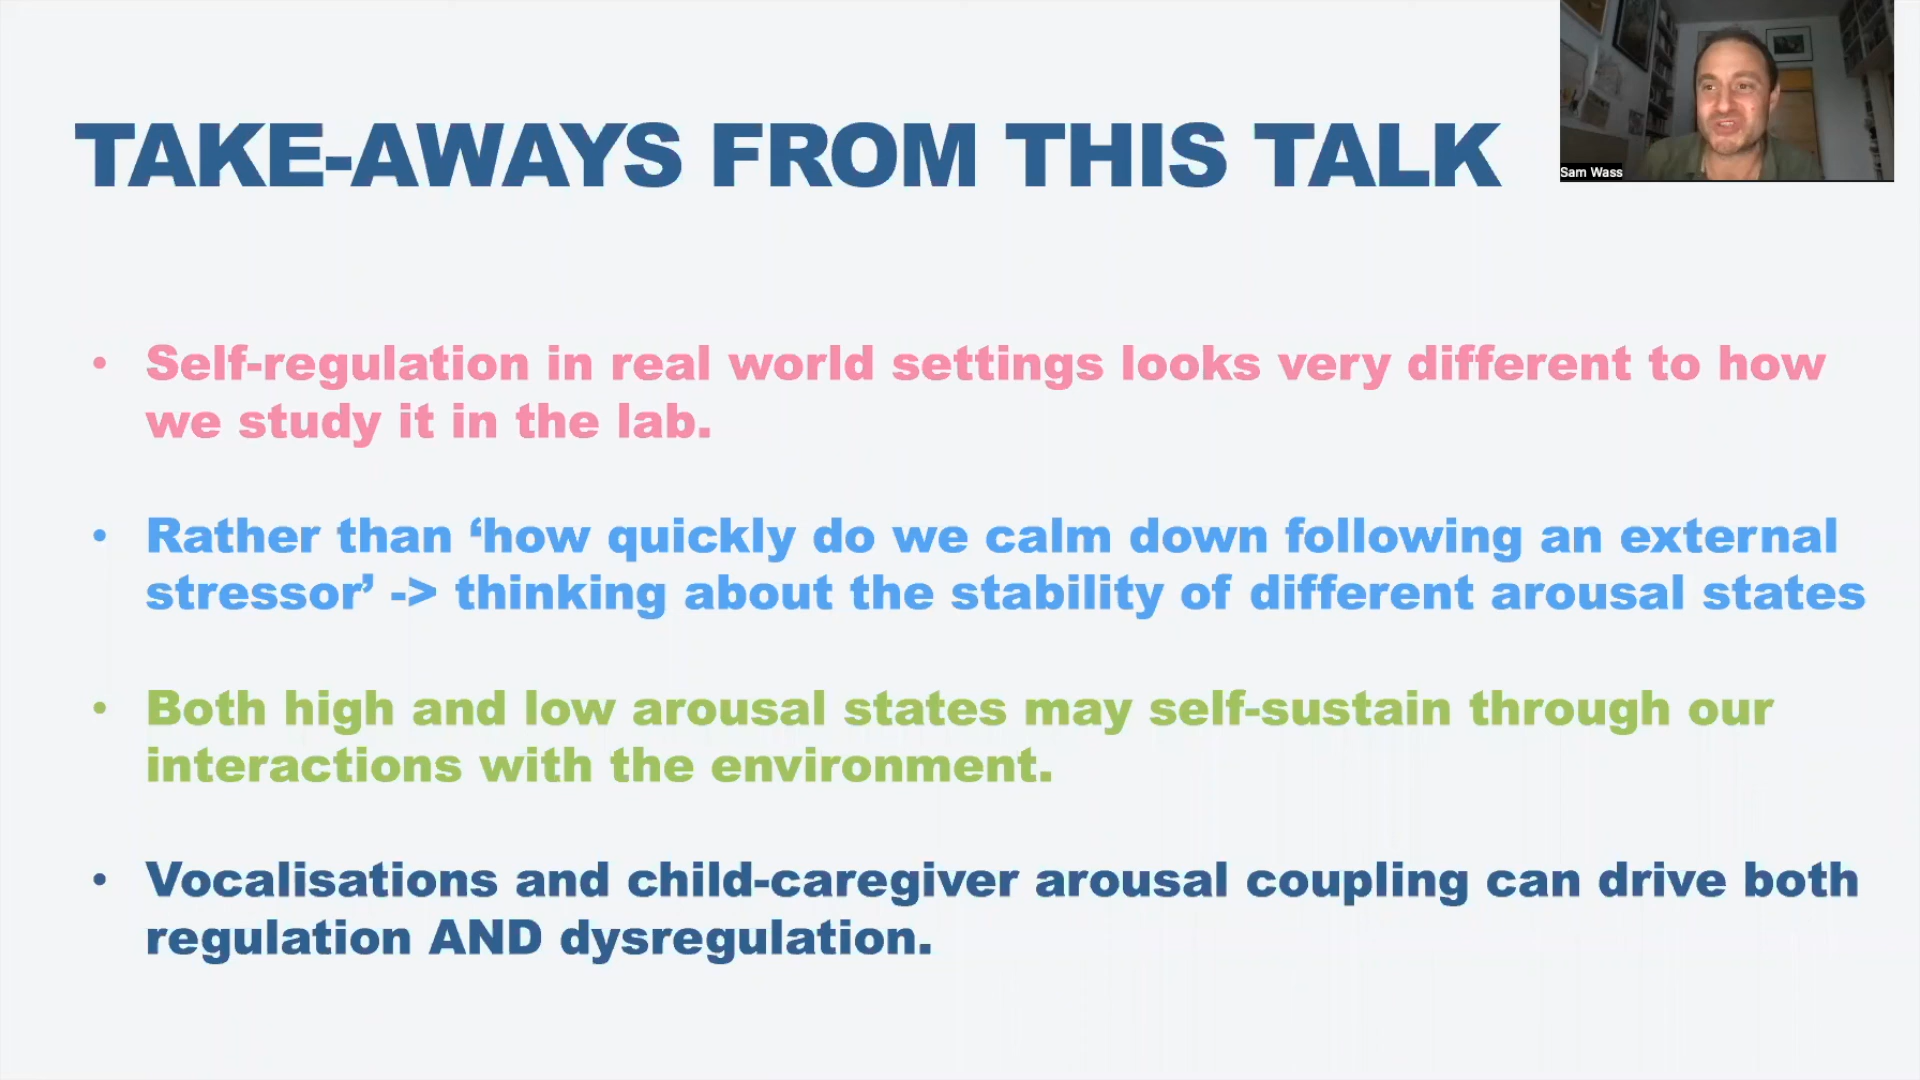 TAKE-AWAYS FROM THIS TALK
Sam Wass
• Self-regulation in real world settings looks very different to how
we study it in the lab.
• Rather than ‘how quickly do we calm down following an external
stressor’ -> thinking about the stability of different arousal states
• Both high and low arousal states may self-sustain through our
interactions with the environment.
• Vocalisations and child-caregiver arousal coupling can drive both
regulation AND dysregulation.